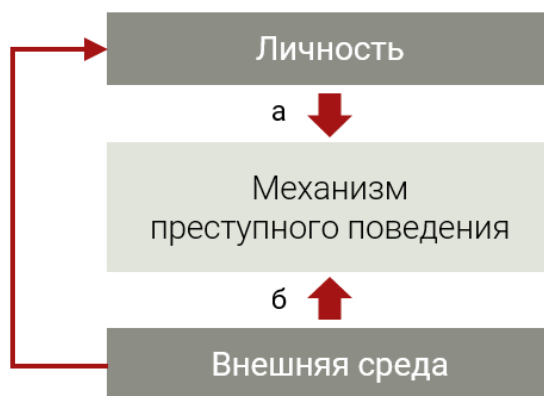 Личность
а
Механизм
преступного поведения
б
Внешняя среда